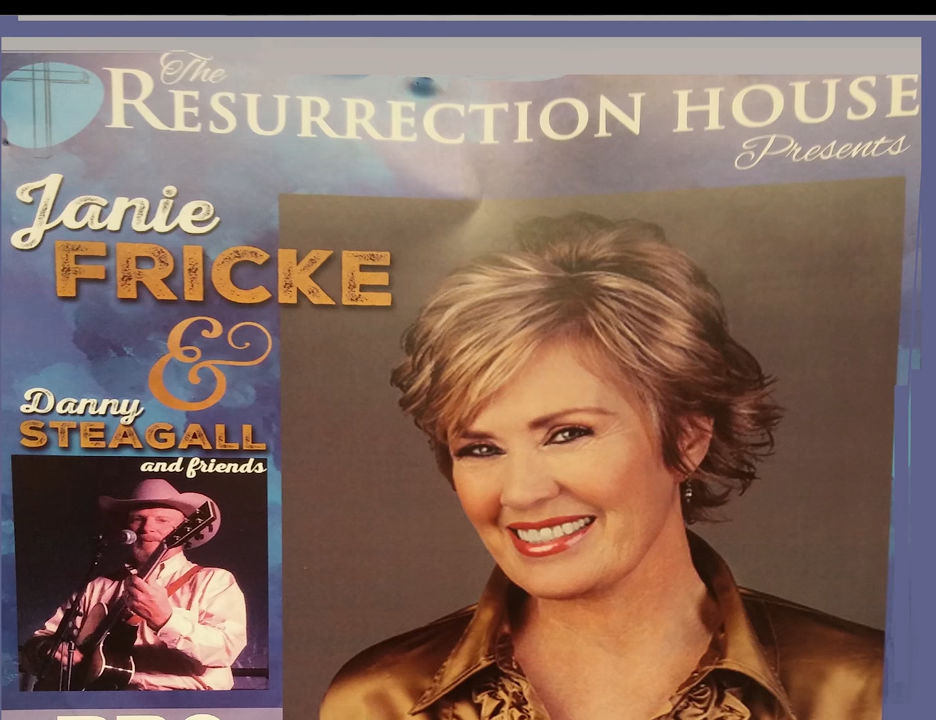 The
RESURRECTION HOUSE
Presents
Janie
FRICKE
&
Danny
STEAGALL
and friends